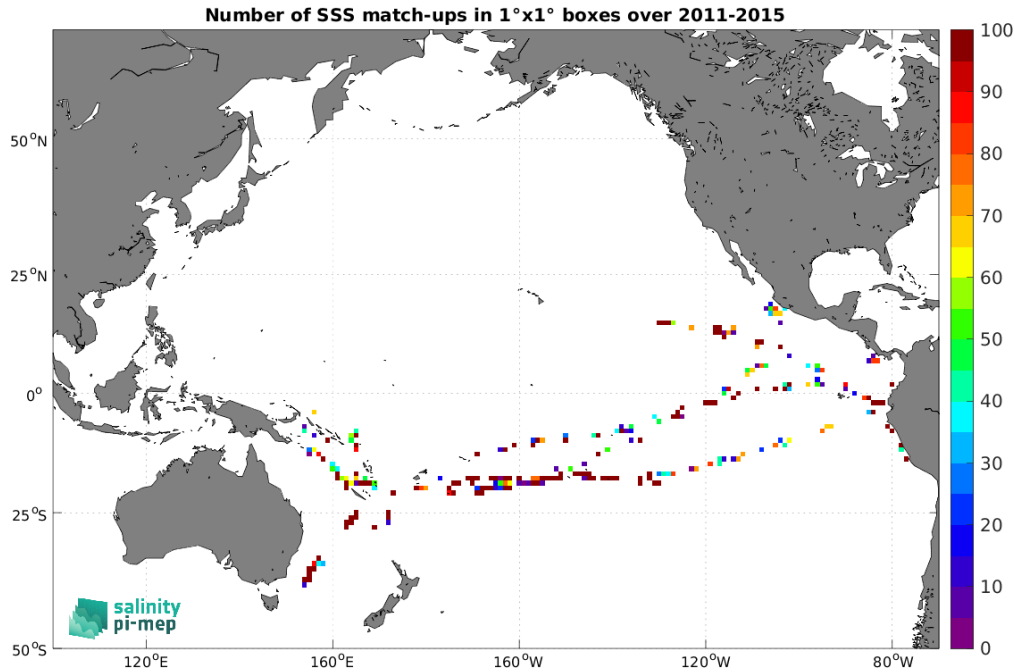 Number of SSS match-ups in 1°x1° boxes over 2011-2015
50°N
25°N
0°
25°S
50°S
120°E
160°E
160°W
120°W
80°W
100
90
80
70
60
50
40
30
20
10
0
salinity
pi-mep